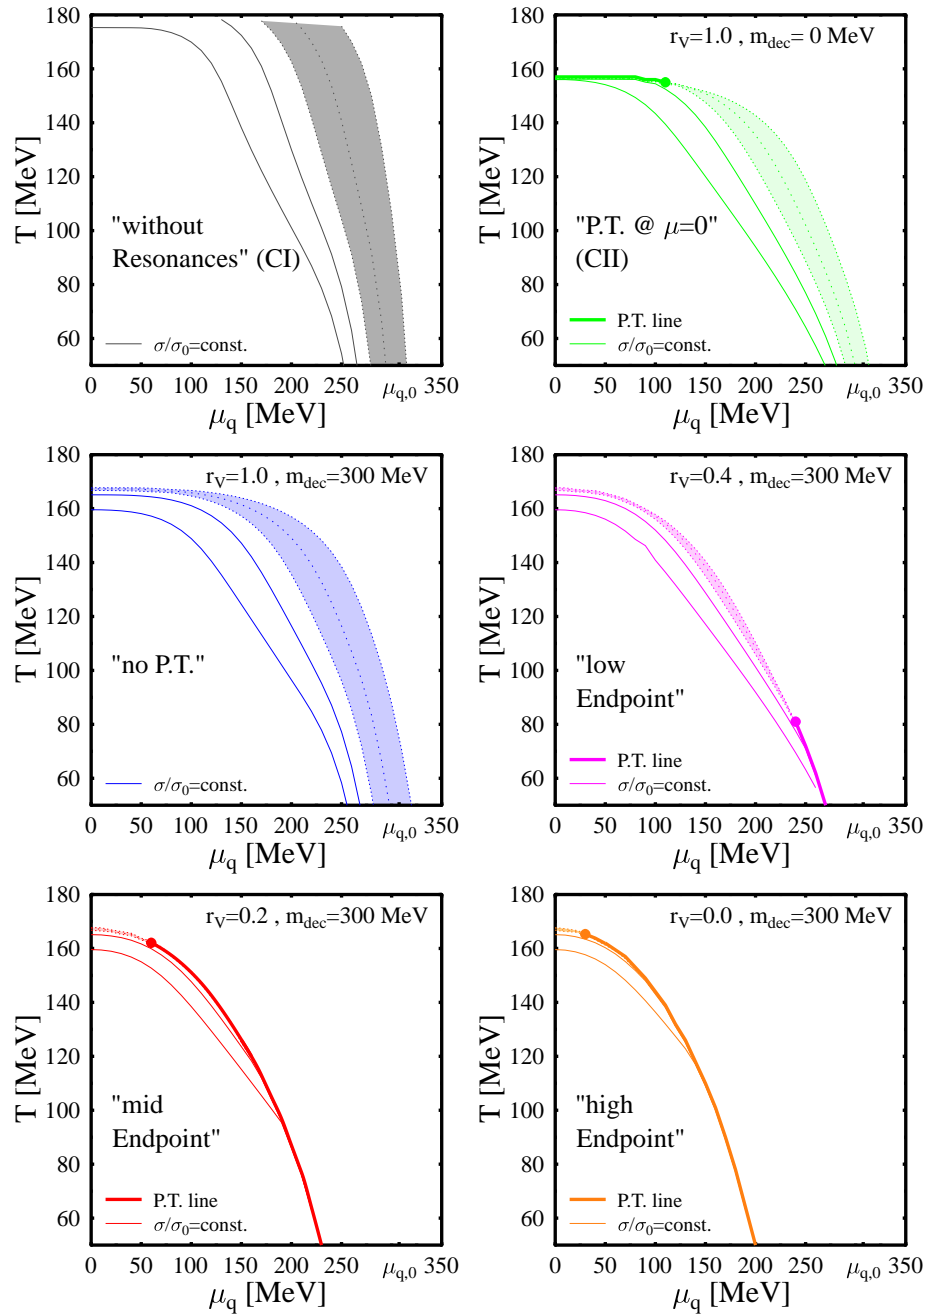 180
160
140
120
100
80
60
T [MeV]
"without
Resonances" (CI)
σ/σ0=const.
0 50 100 150 200 250 μq,0 350
μq [MeV]
180
160
140
120
100
80
60
T [MeV]
rV=1.0 , mdec= 0 MeV
"P.T. @ μ=0"
(CII)
P.T. line
σ/σ0=const.
0 50 100 150 200 250 μq,0 350
μq [MeV]
180
160
140
120
100
80
60
T [MeV]
rV=1.0 , mdec=300 MeV
"no P.T."
σ/σ0=const.
0 50 100 150 200 250 μq,0 350
μq [MeV]
180
160
140
120
100
80
60
T [MeV]
rV=0.4 , mdec=300 MeV
"low
Endpoint"
P.T. line
σ/σ0=const.
0 50 100 150 200 250 μq,0 350
μq [MeV]
180
160
140
120
100
80
60
T [MeV]
rV=0.2 , mdec=300 MeV
"mid
Endpoint"
P.T. line
σ/σ0=const.
0 50 100 150 200 250 μq,0 350
μq [MeV]
180
160
140
120
100
80
60
T [MeV]
rV=0.0 , mdec=300 MeV
"high
Endpoint"
P.T. line
σ/σ0=const.
0 50 100 150 200 250 μq,0 350
μq [MeV]